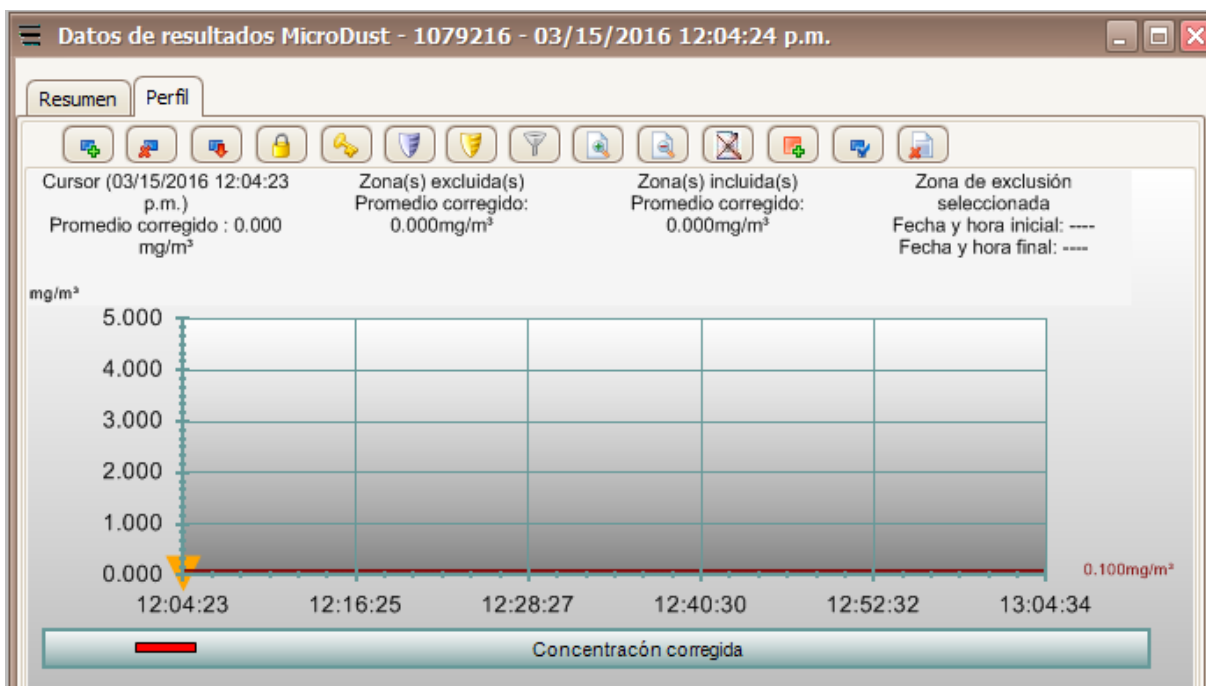 Datos de resultados MicroDust - 1079216 - 03/15/2016 12:04:24 p.m.
Resumen
Perfil
Cursor (03/15/2016 12:04:23
p.m.)
Promedio corregido : 0.000
mg/m³
Zona(s) excluida(s)
Promedio corregido:
0.000mg/m³
Zona(s) incluida(s)
Promedio corregido:
0.000mg/m³
Zona de exclusión
seleccionada
Fecha y hora inicial: ----
Fecha y hora final: ----
mg/m³
5.000
4.000
3.000
2.000
1.000
0.000
0.100mg/m³
12:04:23 12:16:25 12:28:27 12:40:30 12:52:32 13:04:34
Concentracón corregida